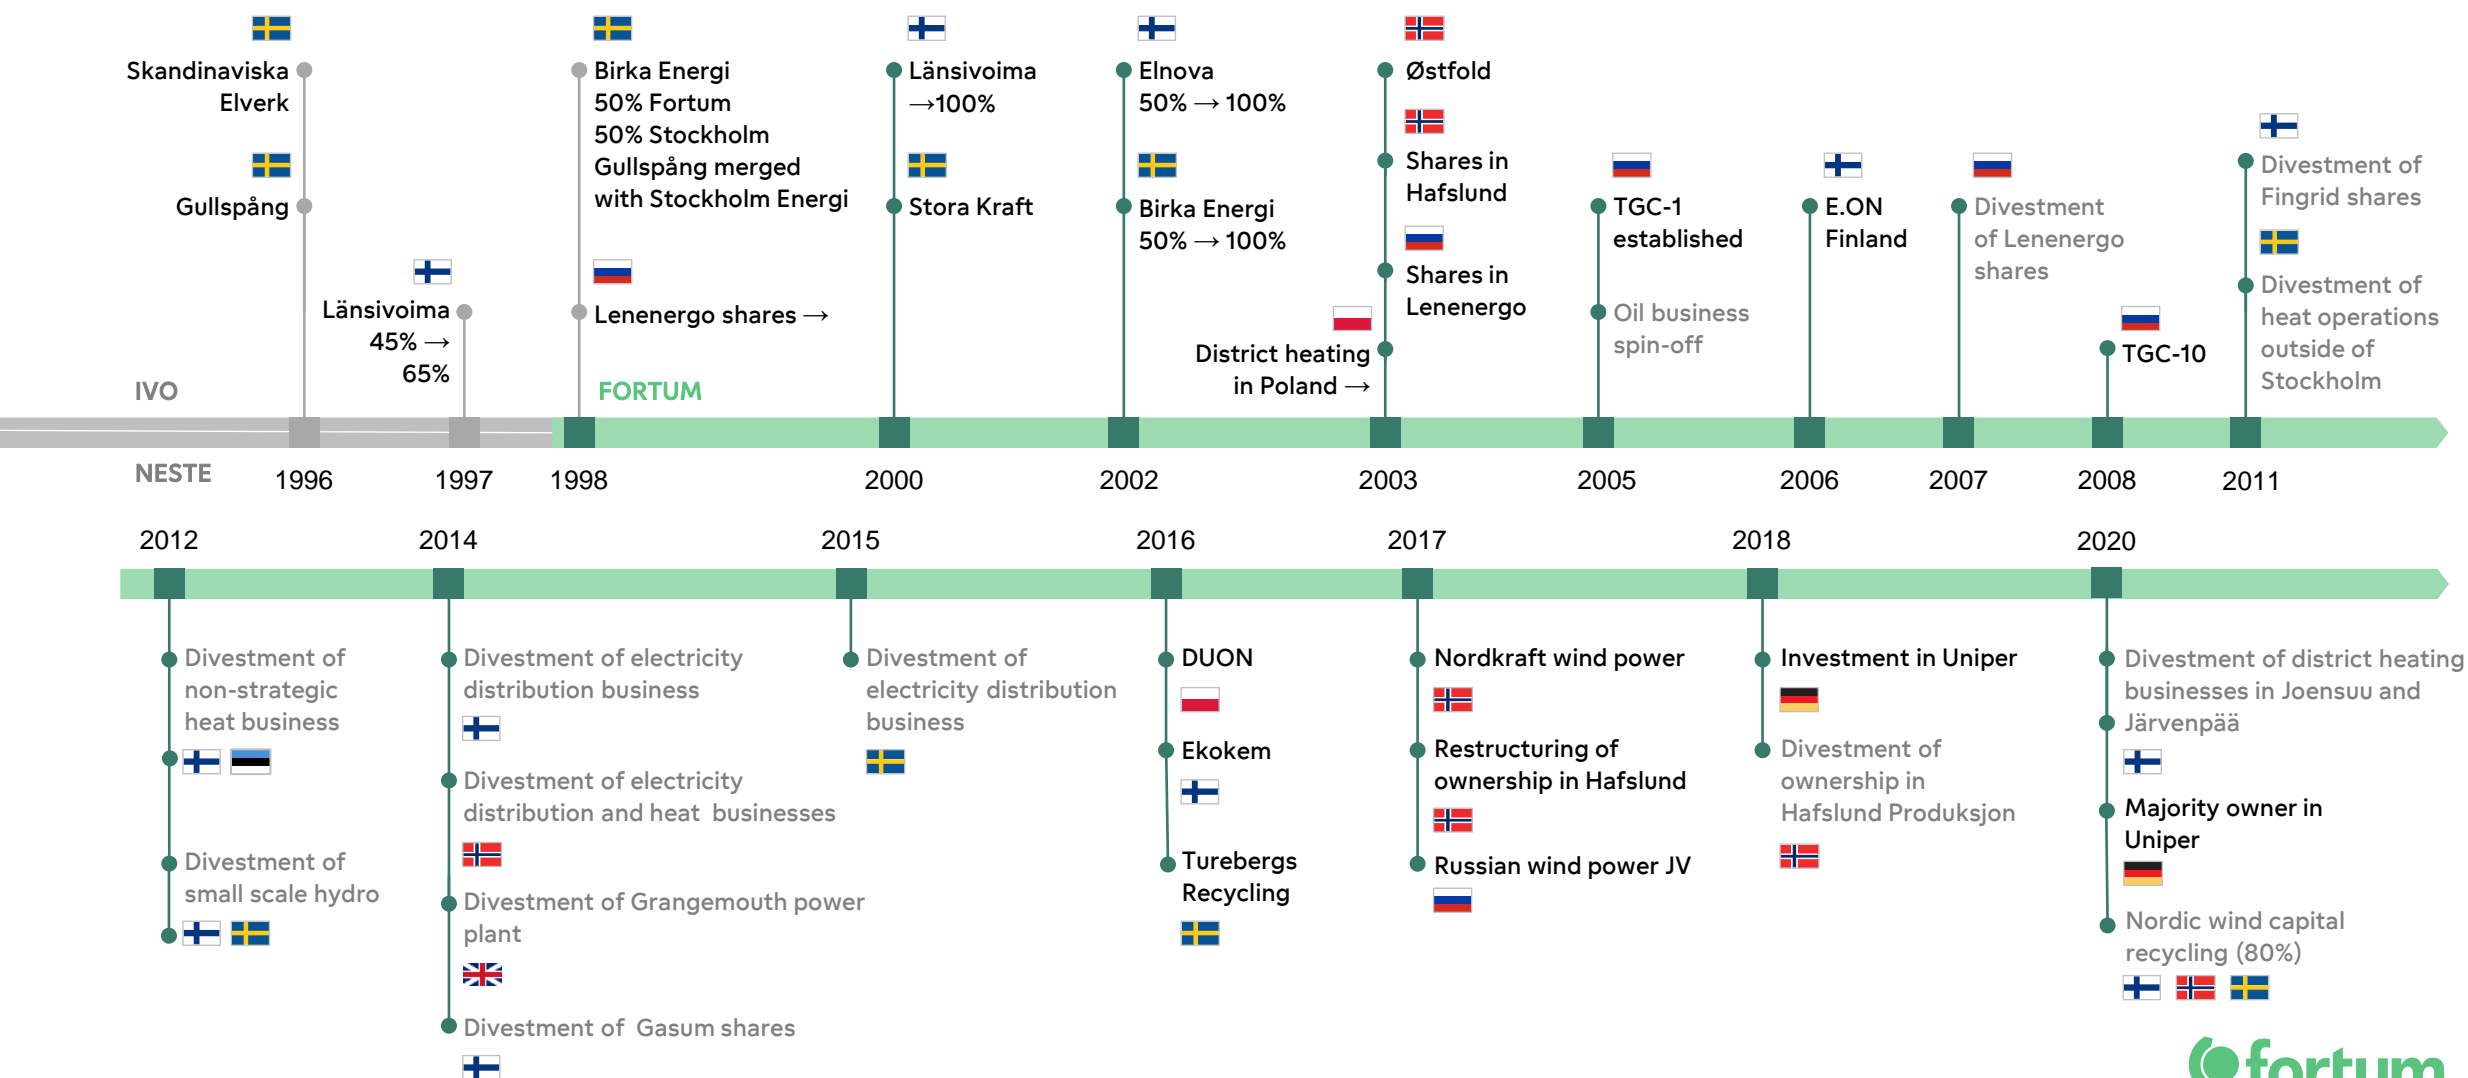 Skandinaviska
Elverk
Gullspång
Länsivoima
45% →
65%
Birka Energi
50% Fortum
50% Stockholm
Gullspång merged
with Stockholm Energi
Lenenergo shares →
Länsivoima
→100%
Stora Kraft
Elnova
50% → 100%
Birka Energi
50% → 100%
Østfold
Shares in
Hafslund
Shares in
Lenenergo
District heating
in Poland →
TGC-1
established
Oil business
spin-off
E.ON
Finland
Divestment
of Lenenergo
shares
TGC-10
Divestment of
Fingrid shares
Divestment of
heat operations
outside of
Stockholm
IVO
FORTUM
NESTE
1996
1997
1998
2000
2002
2003
2005
2006
2007
2008
2011
2012
2014
2015
2016
2017
2018
2020
Divestment of
non-strategic
heat business
Divestment of
small scale hydro
Divestment of electricity
distribution business
Divestment of electricity
distribution and heat  businesses
Divestment of Grangemouth power
plant
Divestment of  Gasum shares
Divestment of
electricity distribution
business
DUON
Ekokem
Turebergs
Recycling
Nordkraft wind power
Restructuring of
ownership in Hafslund
Russian wind power JV
Investment in Uniper
Divestment of
ownership in
Hafslund Produksjon
Divestment of district heating
businesses in Joensuu and
Järvenpää
Majority owner in
Uniper
Nordic wind capital
recycling (80%)
fortum